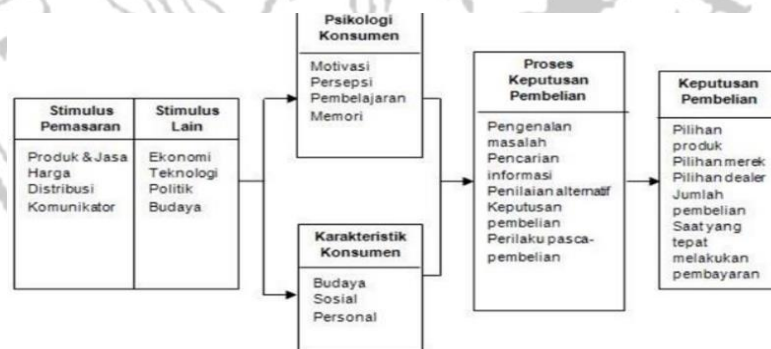 Stimulus
Pemasaran
Produk & Jasa
Harga
Distribusi
Komunikator
Stimulus
Lain
Ekonomi
Teknologi
Politik
Budaya
Psikologi
Konsumen
Motivasi
Persepsi
Pembelajaran
Memori
Karakteristik
Konsumen
Budaya
Sosial
Personal
Proses
Keputusan
Pembelian
Pengenalan
masalah
Pencarian
informasi
Penilaian alternatif
Keputusan
pembelian
Perilaku pasca-
pembelian
Keputusan
Pembelian
Pilihan
produk
Pilihan merek
Pilihan dealer
Jumlah
pembelian
Saat yang
tepat
melakukan
pembayaran